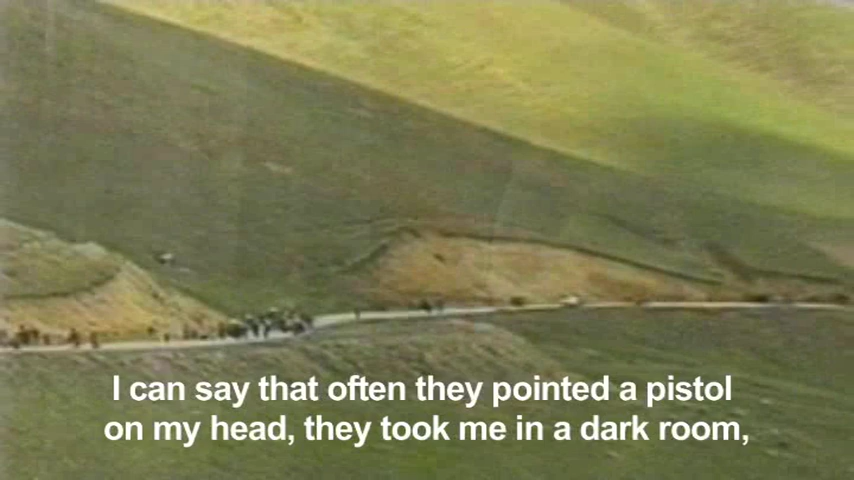 I can say that often they pointed a pistol
on my head, they took me in a dark room,